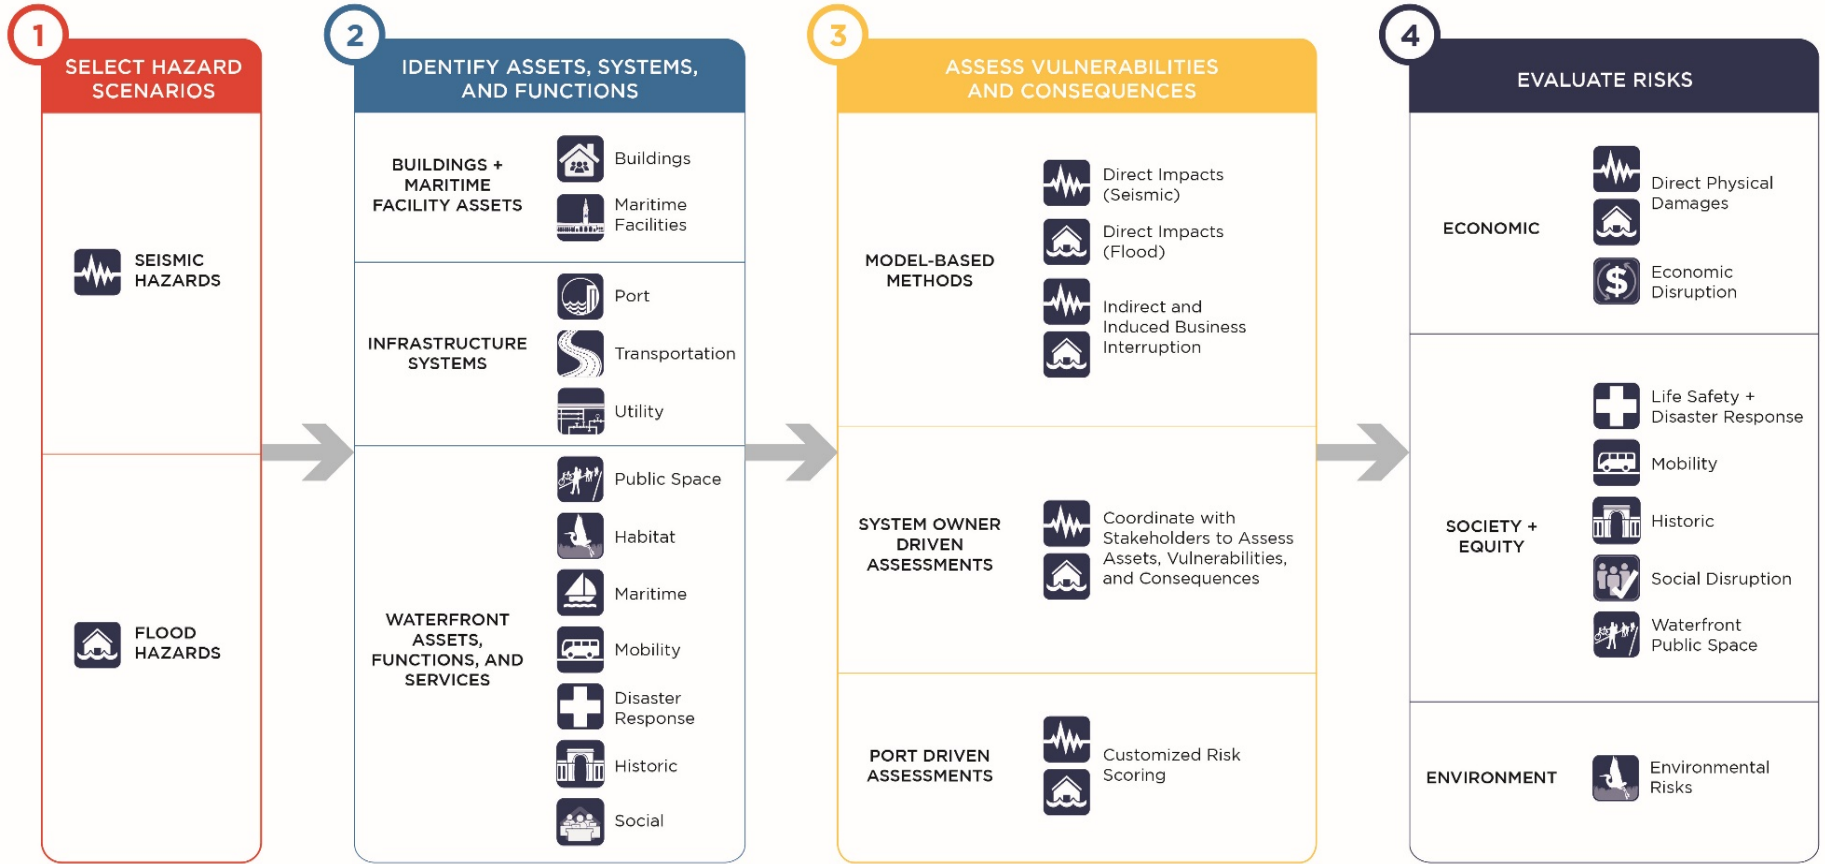 1
SELECT HAZARD
SCENARIOS
SEISMIC
HAZARDS
FLOOD
HAZARDS
2
IDENTIFY ASSETS, SYSTEMS,
AND FUNCTIONS
BUILDINGS +
MARITIME
FACILITY ASSETS
Buildings
Maritime
Facilities
INFRASTRUCTURE
SYSTEMS
Port
Transportation
Utility
WATERFRONT
ASSETS,
FUNCTIONS, AND
SERVICES
Public Space
Habitat
Maritime
Mobility
Disaster
Response
Historic
Social
3
ASSESS VULNERABILITIES
AND CONSEQUENCES
MODEL-BASED
METHODS
Direct Impacts
(Seismic)
Direct Impacts
(Flood)
Indirect and
Induced Business
Interruption
SYSTEM OWNER
DRIVEN
ASSESSMENTS
Coordinate with
Stakeholders to Assess
Assets, Vulnerabilities,
and Consequences
PORT DRIVEN
ASSESSMENTS
Customized Risk
Scoring
4
EVALUATE RISKS
ECONOMIC
Direct Physical
Damages
$
Economic
Disruption
SOCIETY +
EQUITY
Life Safety +
Disaster Response
Mobility
Historic
Social Disruption
Waterfront
Public Space
ENVIRONMENT
Environmental
Risks